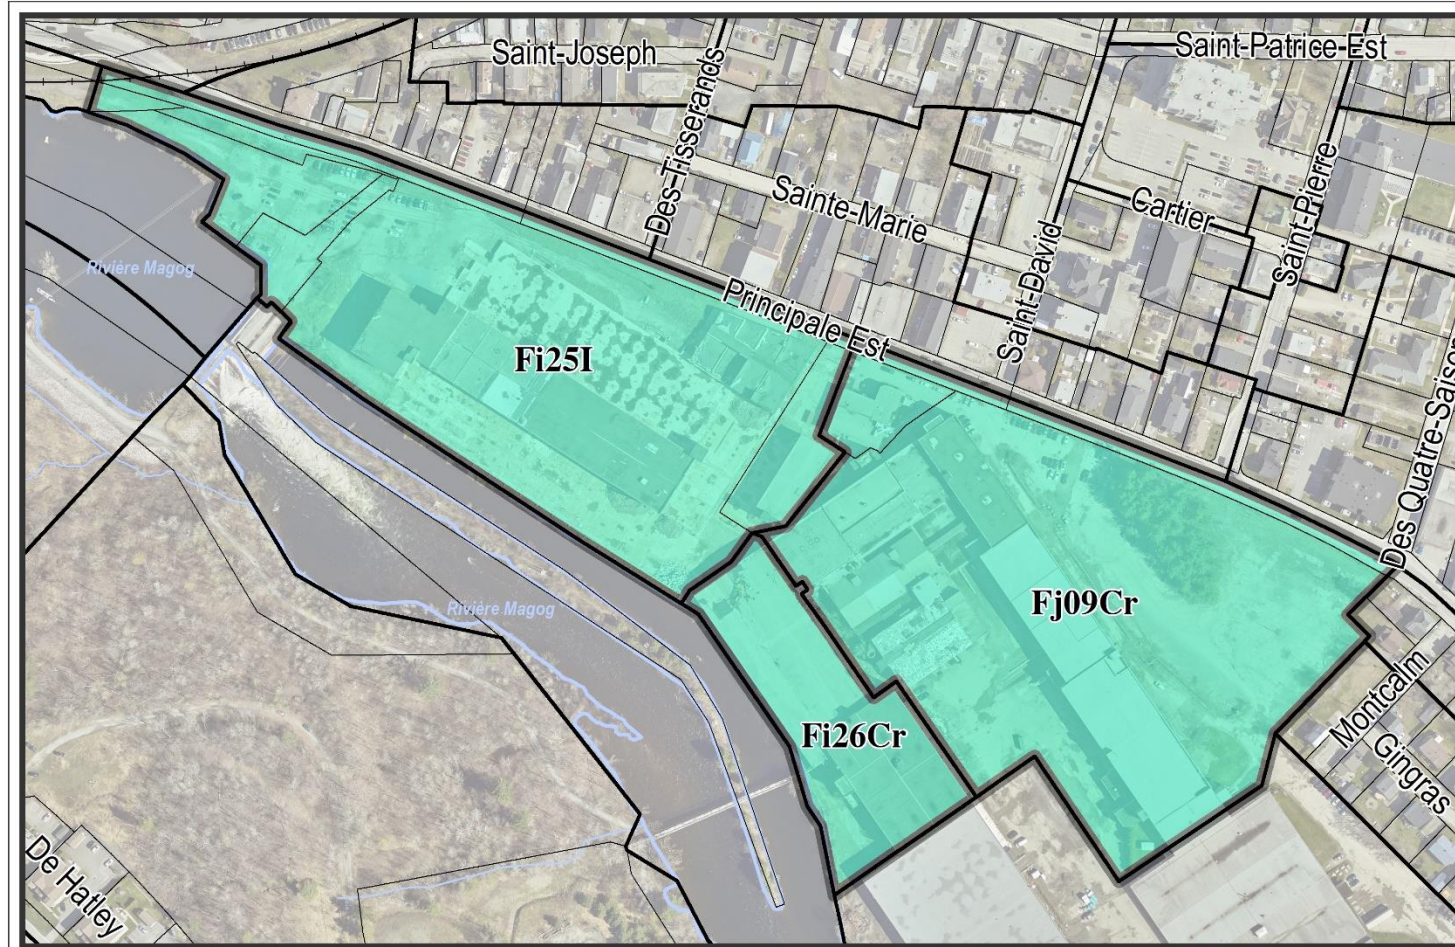 Saint-Joseph
Saint-Patrice-Est
Des-Tisserands
Sainte-Marie
Cartier
Saint-Pierre
Saint-David
Rivière Magog
Principale Est
Fi25I
Des Quatre-Saison
Rivière Magog
Fj09Cr
Fi26Cr
Montcalm
Gingras
De Hatley